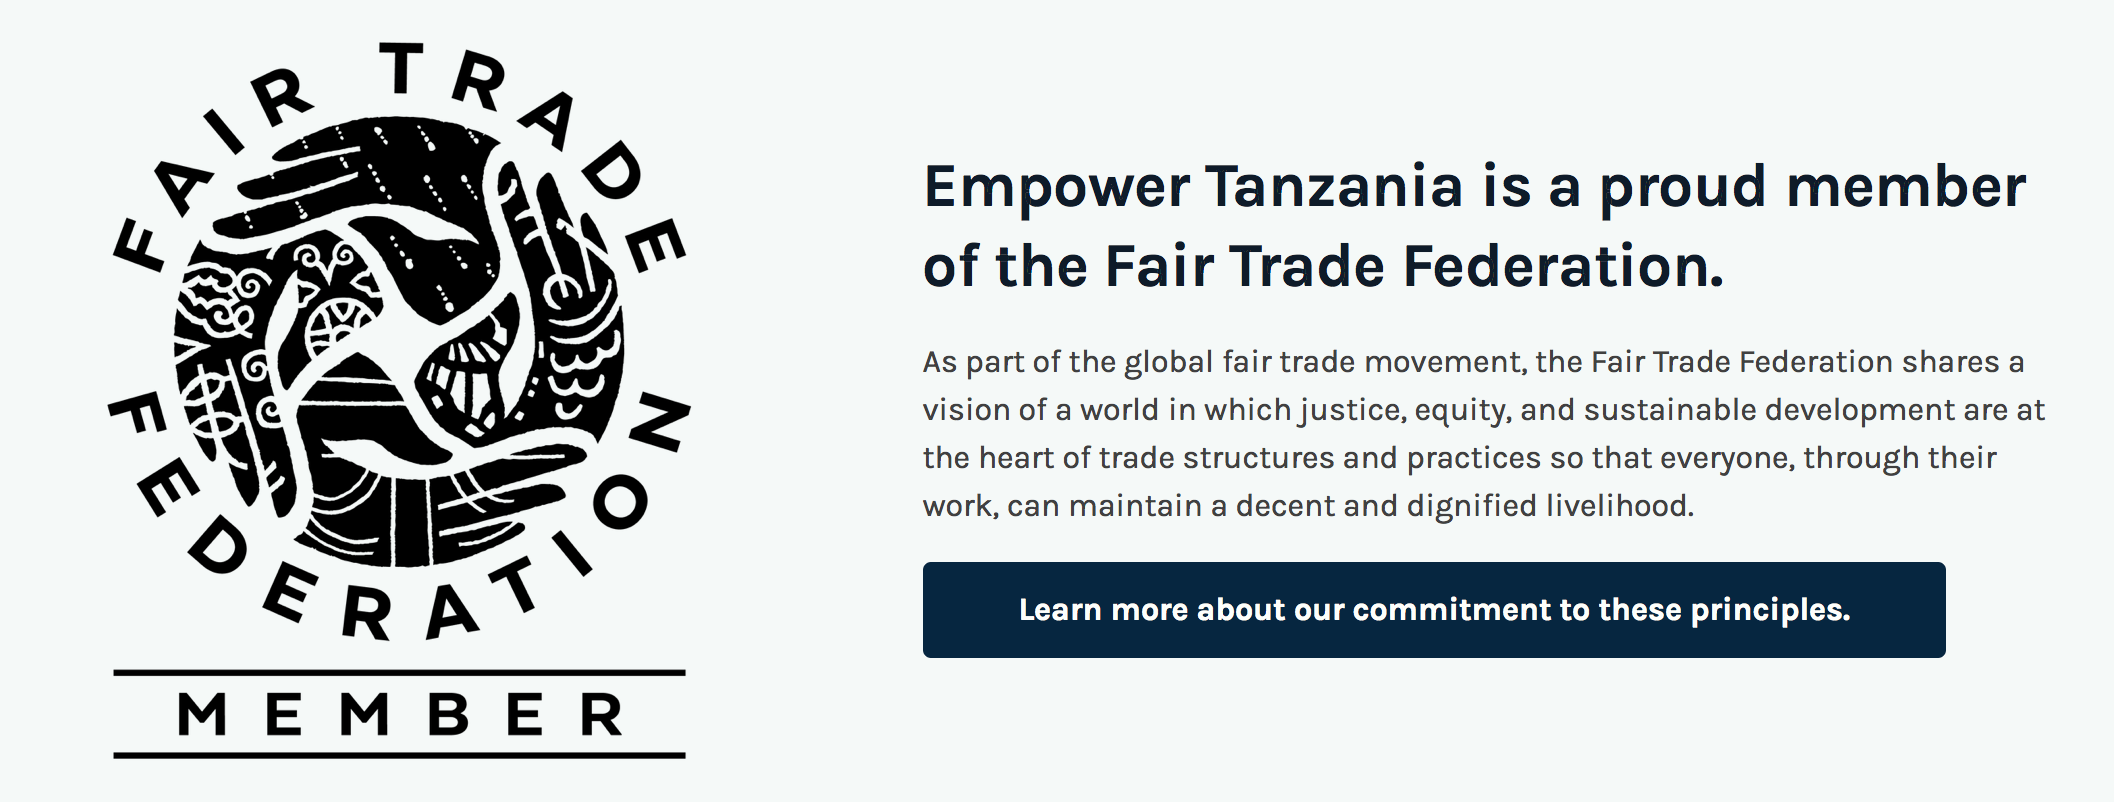 FAIR TRADE
FEDERATION
MEMBER
Empower Tanzania is a proud member
of the Fair Trade Federation.
As part of the global fair trade movement, the Fair Trade Federation shares a
vision of a world in which justice, equity, and sustainable development are at
the heart of trade structures and practices so that everyone, through their
work, can maintain a decent and dignified livelihood.
Learn more about our commitment to these principles.